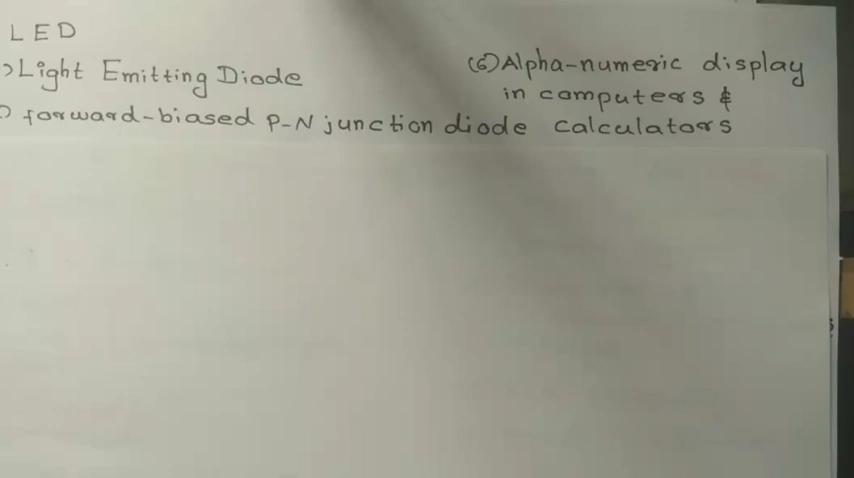 LED
Light Emitting Diode
forward-biased P-N junction diode
(6) Alpha-numeric display
in computers &
calculators